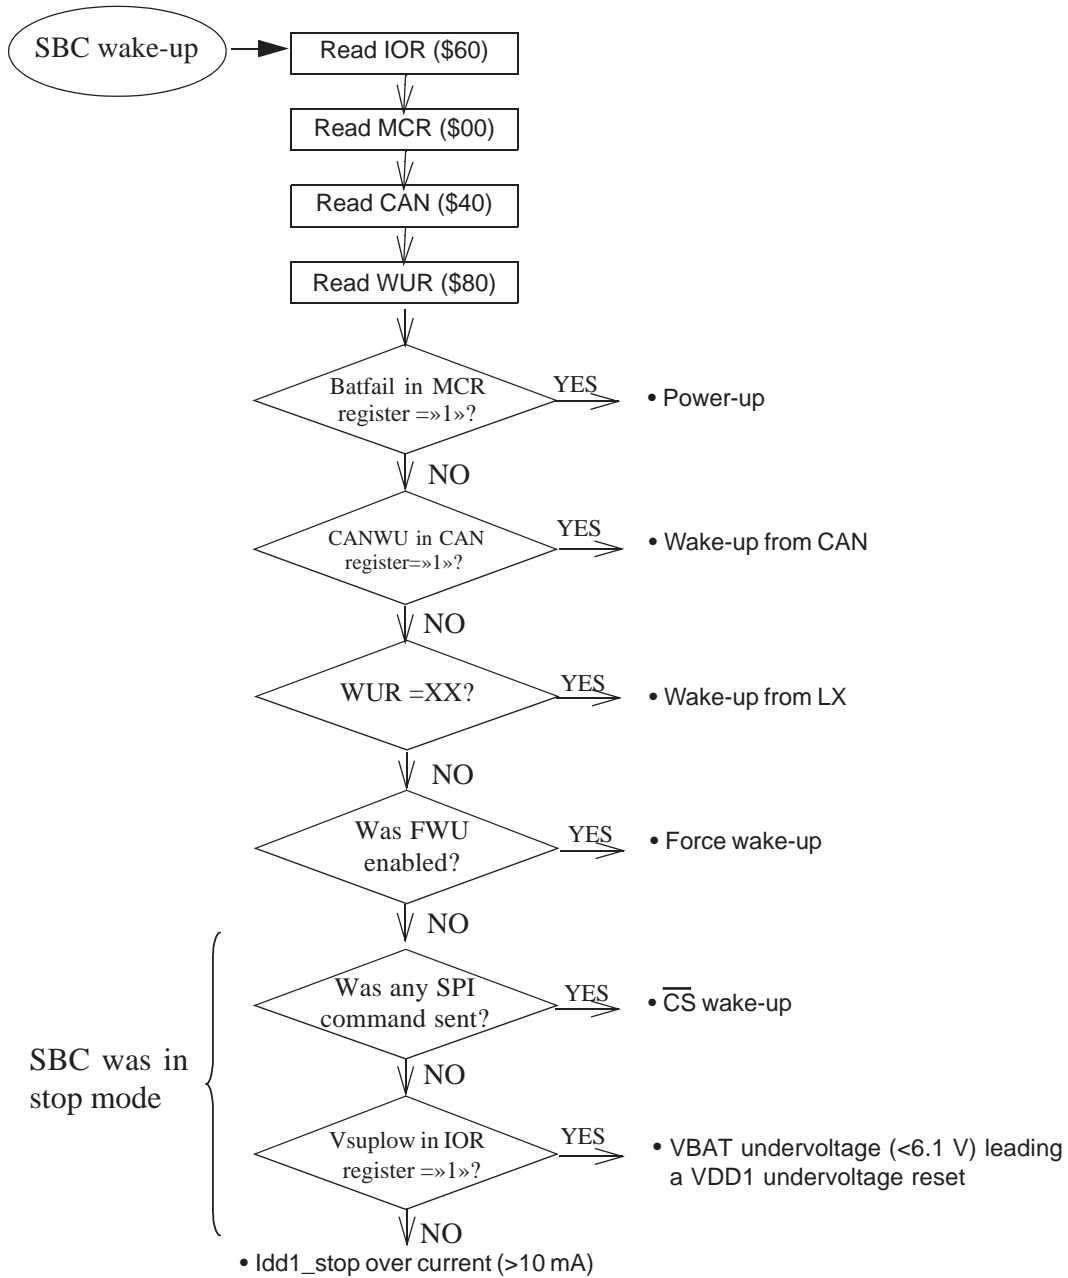 SBC wake-up
Read IOR ($60)
Read MCR ($00)
Read CAN ($40)
Read WUR ($80)
Batfail in MCR
register =»1»?
YES
• Power-up
NO
CANWU in CAN
register=»1»?
YES
• Wake-up from CAN
NO
WUR =XX?
YES
• Wake-up from LX
NO
Was FWU
enabled?
YES
• Force wake-up
NO
SBC was in
stop mode
Was any SPI
command sent?
YES
• C̅S̅ wake-up
NO
Vsuplow in IOR
register =»1»?
YES
• VBAT undervoltage (<6.1 V) leading
a VDD1 undervoltage reset
NO
• Idd1_stop over current (>10 mA)